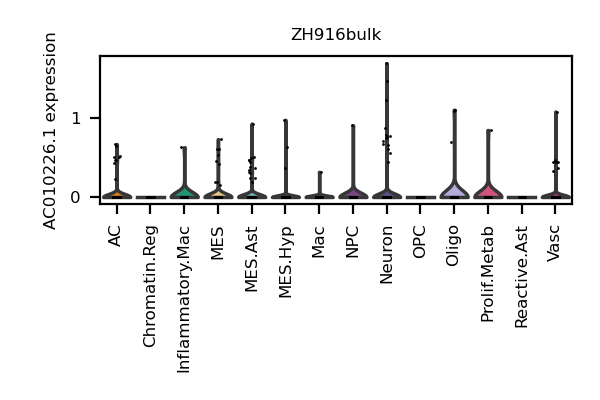 ZH916bulk
AC010226.1 expression
1
0
AC
Chromatin.Reg
Inflammatory.Mac
MES
MES.Ast
MES.Hyp
Mac
NPC
Neuron
OPC
Oligo
Prolif.Metab
Reactive.Ast
Vasc